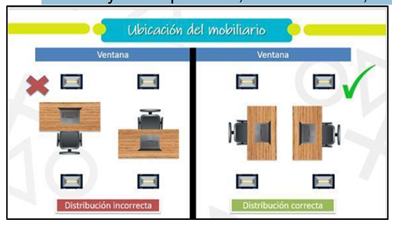 Ubicación del mobiliario
Ventana
Ventana
Distribución incorrecta
Distribución correcta